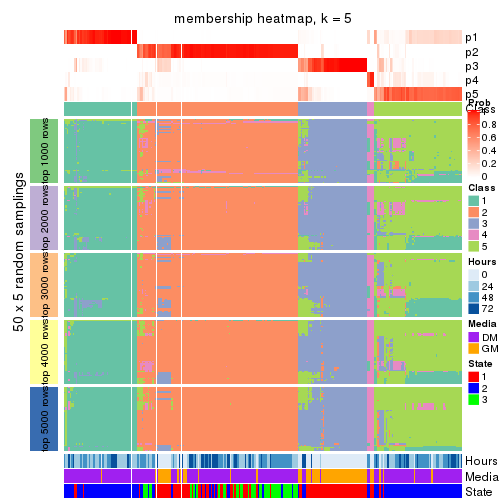 membership heatmap, k = 5
p1
p2
p3
p4
p5
Class
Prob
1
0.8
0.6
0.4
0.2
0
Class
1
2
3
4
5
Hours
0
24
48
72
Media
DM
GM
State
1
2
3
50 x 5 random samplings
top 1000 rows
top 2000 rows
top 3000 rows
top 4000 rows
top 5000 rows
Hours
Media
State